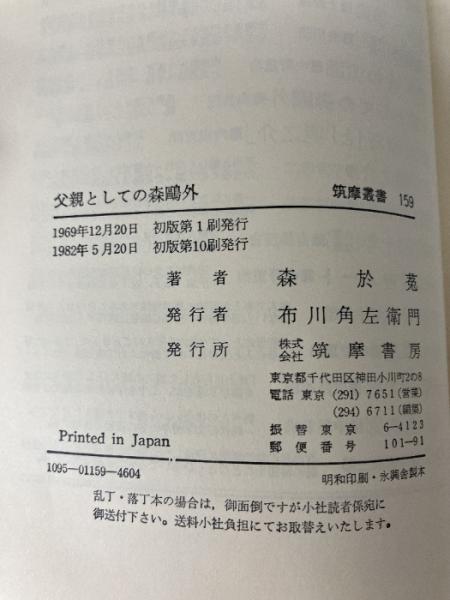 父親としての森鷗外 筑摩叢書 159
1969年12月20日 初版第1刷発行
1982年5月20日 初版第10刷発行
著者 森於菟
発行者 布川角左衛門
発行所 株式会社 筑摩書房
東京都千代田区神田小川町2の8
電話 東京 (291) 7651 (営業)
(294) 6711 (編集)
振替東京 6-4123
郵便番号 101-91
Printed in Japan
1095-01159-4604 明和印刷・永興舎製本
乱丁・落丁本の場合は，御面倒ですが小社読者係宛に
御送付下さい。送料小社負担にてお取替えいたします。